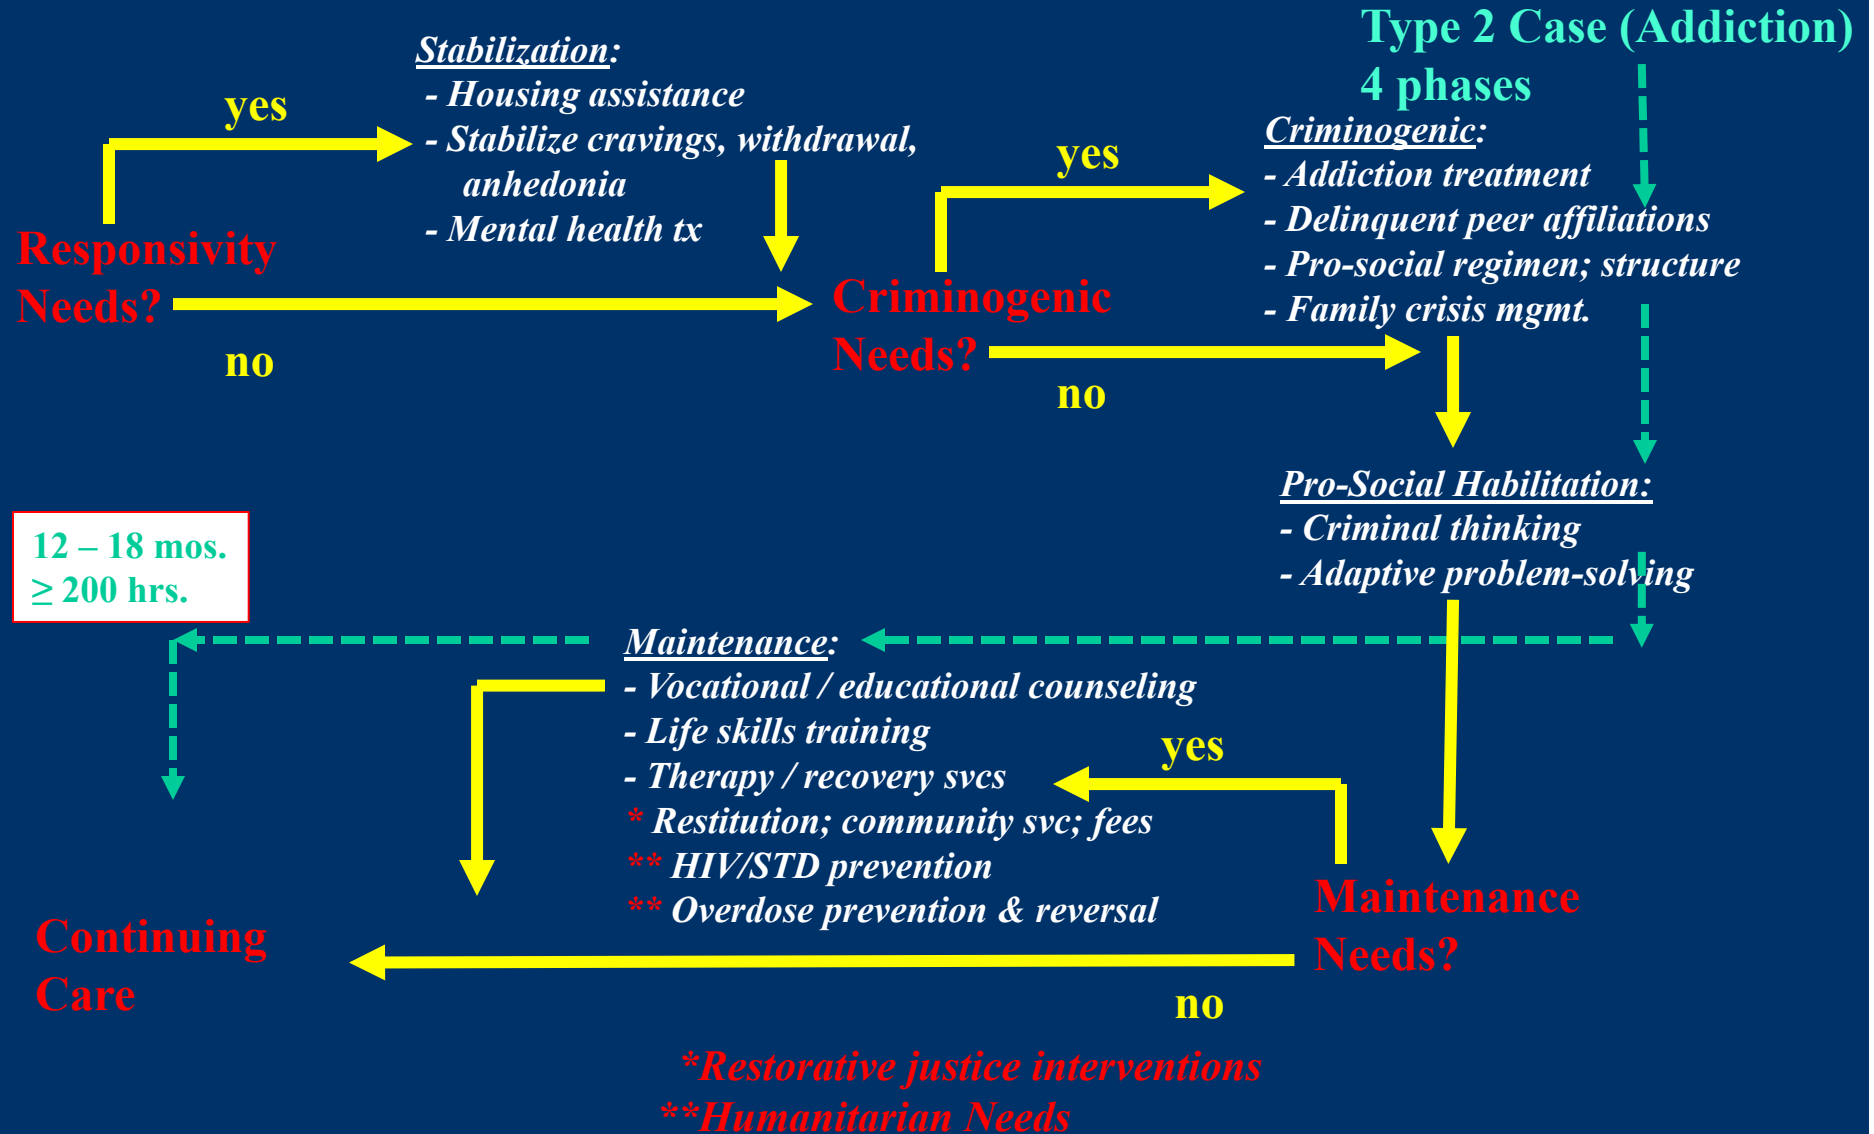 Type 2 Case (Addiction)
4 phases
Stabilization:
- Housing assistance
- Stabilize cravings, withdrawal,
anhedonia
- Mental health tx
yes
Responsivity
Needs?
no
yes
Criminogenic:
- Addiction treatment
- Delinquent peer affiliations
- Pro-social regimen; structure
- Family crisis mgmt.
Criminogenic
Needs?
no
Pro-Social Habilitation:
- Criminal thinking
- Adaptive problem-solving
12 – 18 mos.
≥ 200 hrs.
Maintenance:
- Vocational / educational counseling
- Life skills training
- Therapy / recovery svcs
* Restitution; community svc; fees
** HIV/STD prevention
** Overdose prevention & reversal
yes
Maintenance
Needs?
no
Continuing
Care
*Restorative justice interventions
**Humanitarian Needs